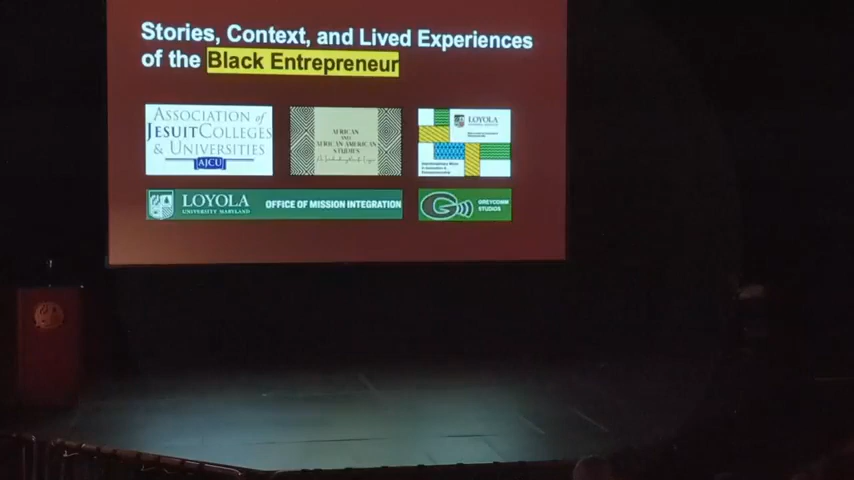 Stories, Context, and Lived Experiences
of the Black Entrepreneur
ASSOCIATION of
JESUIT COLLEGES
& UNIVERSITIES
AJCU
AFRICAN
AND
AFRICAN AMERICAN
STUDIES
LOYOLA
LOYOLA
UNIVERSITY MARYLAND
OFFICE OF MISSION INTEGRATION
GREYCOMM
STUDIOS